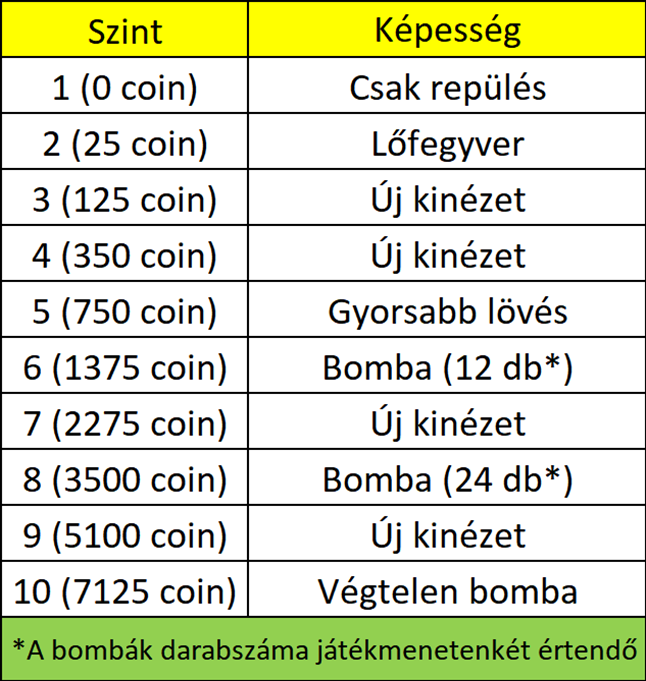 Szint Képesség
1 (0 coin) Csak repülés
2 (25 coin) Lőfegyver
3 (125 coin) Új kinézet
4 (350 coin) Új kinézet
5 (750 coin) Gyorsabb lövés
6 (1375 coin) Bomba (12 db*)
7 (2275 coin) Új kinézet
8 (3500 coin) Bomba (24 db*)
9 (5100 coin) Új kinézet
10 (7125 coin) Végtelen bomba
*A bombák darabszáma játékmenetenkét értendő